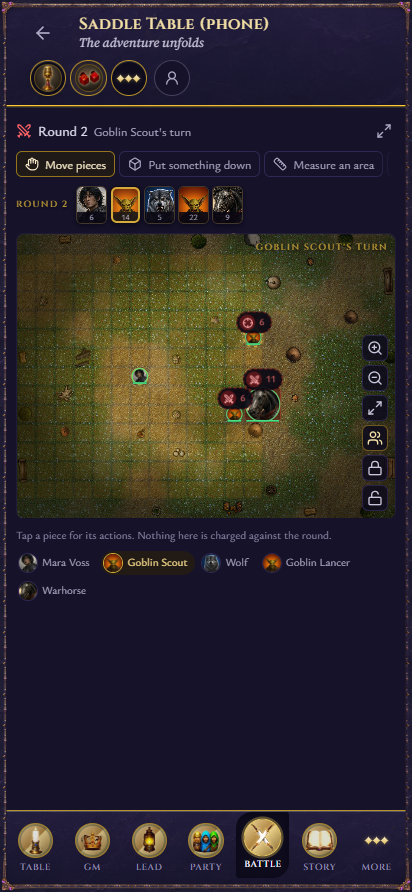 Saddle Table (phone)
The adventure unfolds
Round 2 Goblin Scout's turn
Move pieces
Put something down
Measure an area
ROUND 2
6
14
5
22
9
GOBLIN SCOUT'S TURN
6
11
6
Tap a piece for its actions. Nothing here is charged against the round.
Mara Voss
Goblin Scout
Wolf
Goblin Lancer
Warhorse
TABLE
GM
LEAD
PARTY
BATTLE
STORY
MORE